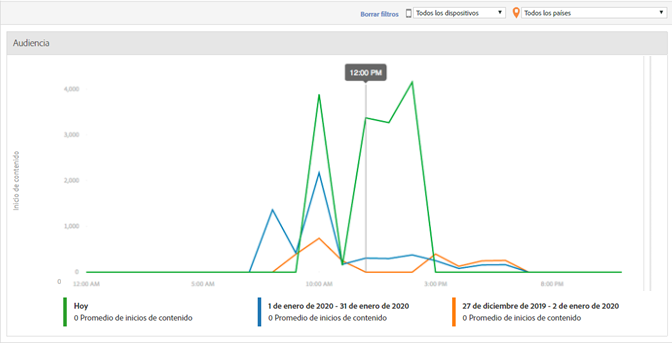 Borrar filtros Todos los dispositivos Todos los países
Audiencia
12:00 PM
4,000
3,000
2,000
1,000
0
0
Inicio de contenido
12:00 AM 5:00 AM 10:00 AM 3:00 PM 8:00 PM
Hoy
0 Promedio de inicios de contenido
1 de enero de 2020 - 31 de enero de 2020
0 Promedio de inicios de contenido
27 de diciembre de 2019 - 2 de enero de 2020
0 Promedio de inicios de contenido